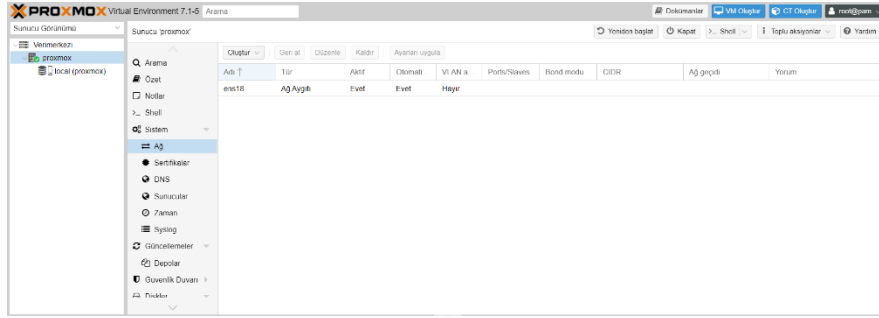 PROXMOX Virtual Environment 7.1-5 Arama Dokümanlar VM Oluştur CT Oluştur root@pam
Sunucu Görünümü Sunucu 'proxmox' Yeniden başlat Kapat Shell Toplu aksiyonlar Yardım
Verimerkezi
proxmox
local (proxmox)
Arama
Özet
Notlar
Shell
Sistem
Ağ
Sertifikalar
DNS
Sunucular
Zaman
Syslog
Güncellemeler
Depolar
Güvenlik Duvarı
Diskler
Oluştur Geri al Düzenle Kaldır Ayarları uygula
Adı Tür Aktif Otomati VLAN a Ports/Slaves Bond modu CIDR Ağ geçidi Yorum
ens18 Ağ Aygıtı Evet Evet Hayır